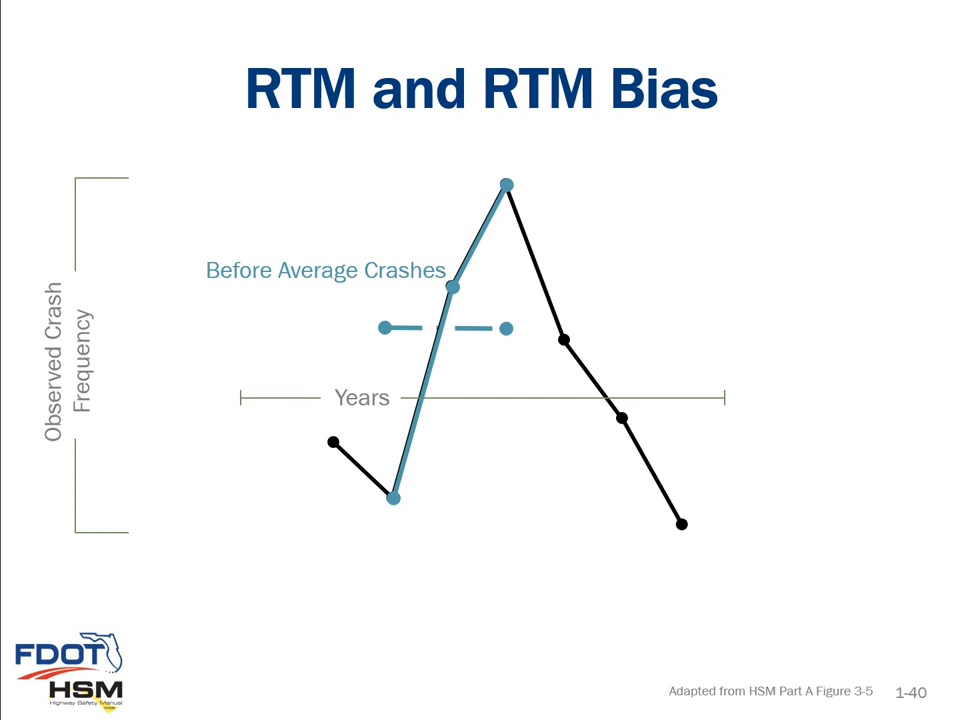 RTM and RTM Bias
Observed Crash
Frequency
Before Average Crashes
Years
FDOT
HSM
Highway Safety Manual
Adapted from HSM Part A Figure 3-5
1-40